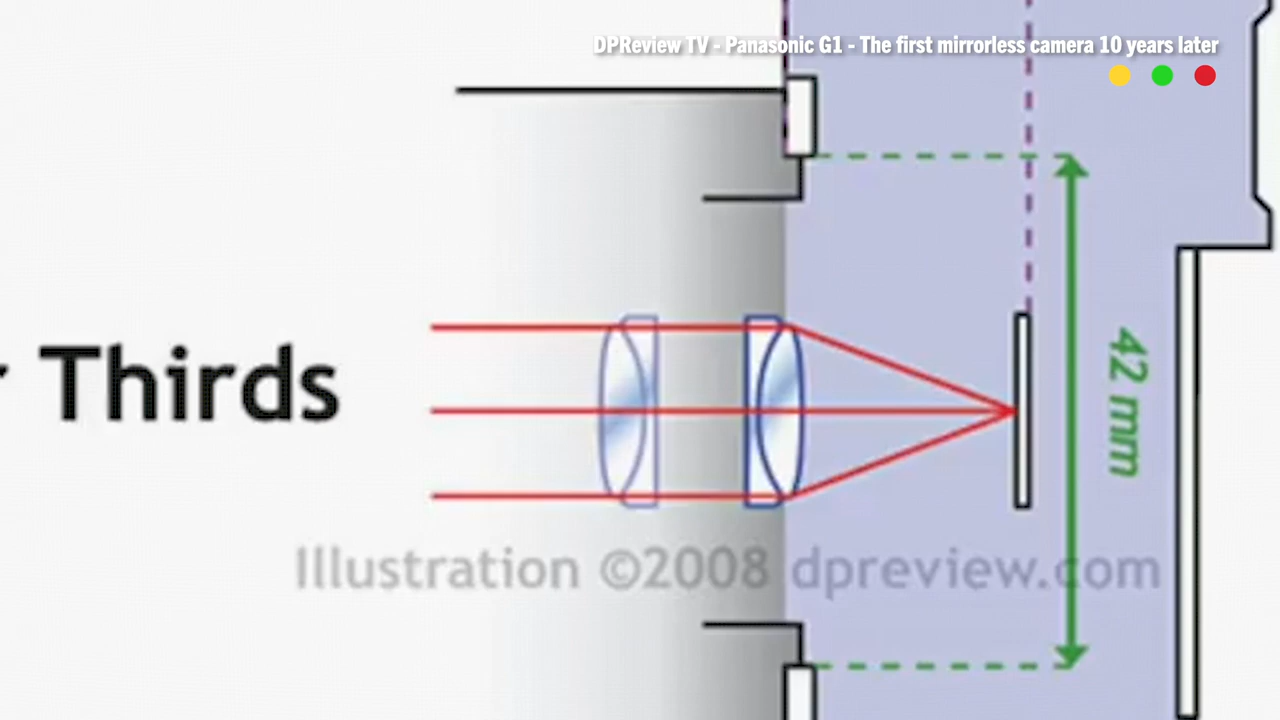 DPReview TV - Panasonic G1 - The first mirrorless camera 10 years later
Thirds
42 mm
Illustration ©2008 dpreview.com